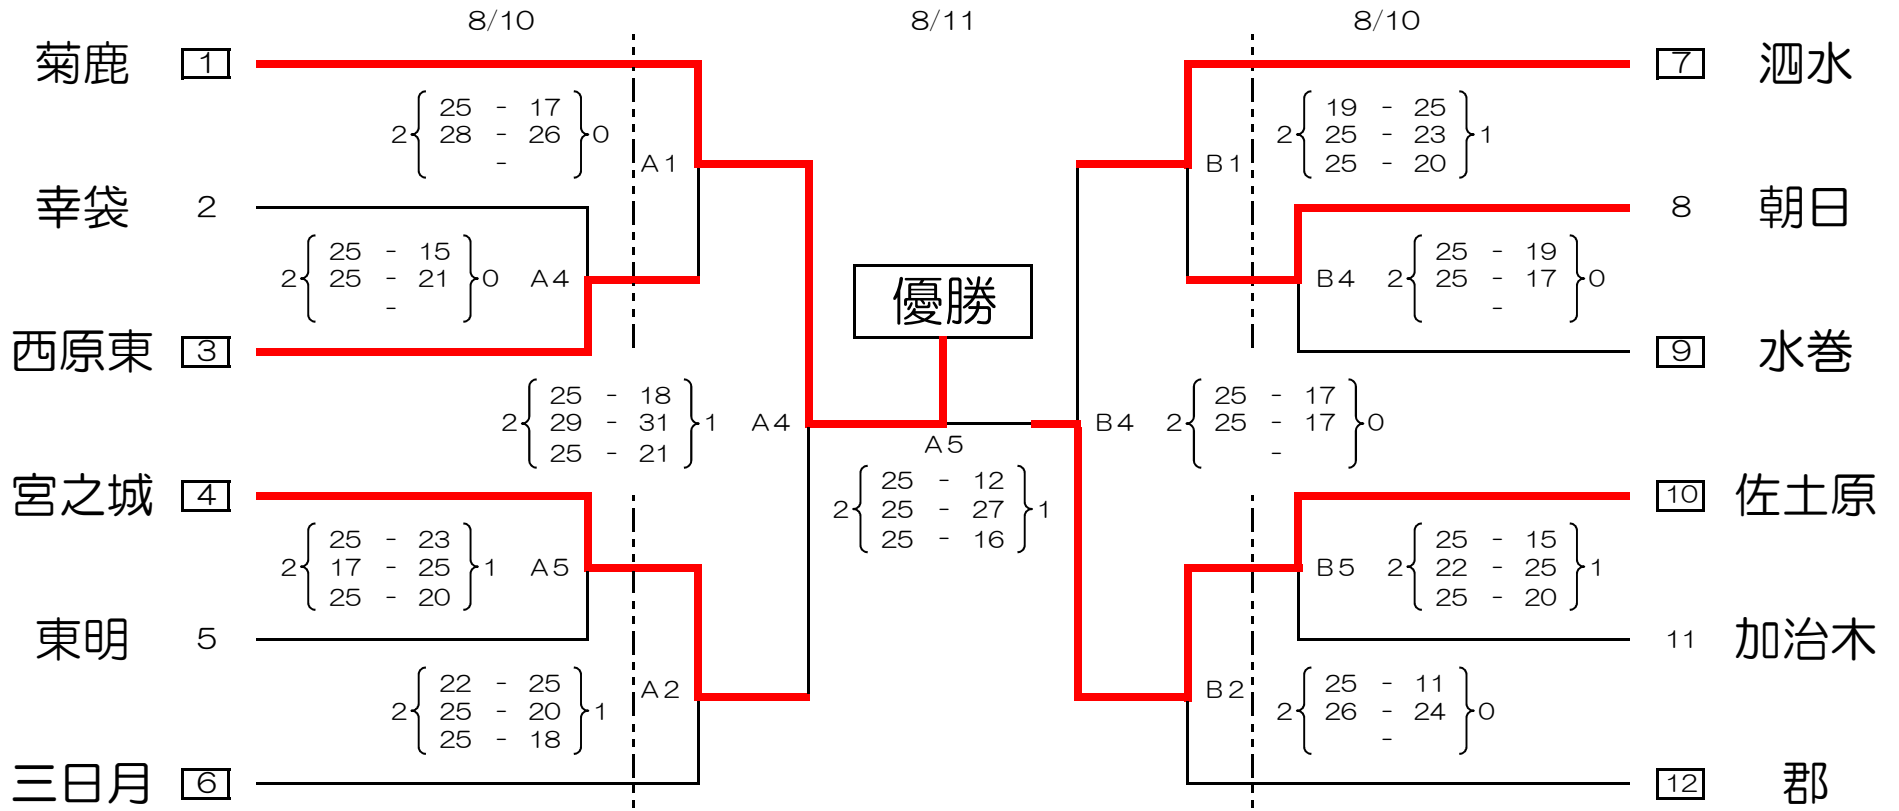 8/10 8/11 8/10
菊鹿 1 7 泗水
25 - 17 19 - 25
2 28 - 26 0 2 25 - 23 1
- A1 B1 25 - 20
幸袋 2 8 朝日
25 - 15 25 - 19
2 25 - 21 0 A4 B4 2 25 - 17 0
- -
優勝
西原東 3 9 水巻
25 - 18 25 - 17
2 29 - 31 1 A4 B4 2 25 - 17 0
25 - 21 A5 -
宮之城 4 25 - 12 10 佐土原
2 25 - 27 1
25 - 16
25 - 23 25 - 15
2 17 - 25 1 A5 B5 2 22 - 25 1
25 - 20 25 - 20
東明 5 11 加治木
22 - 25 A2 B2 25 - 11
2 25 - 20 1 2 26 - 24 0
25 - 18 -
三日月 6 12 郡